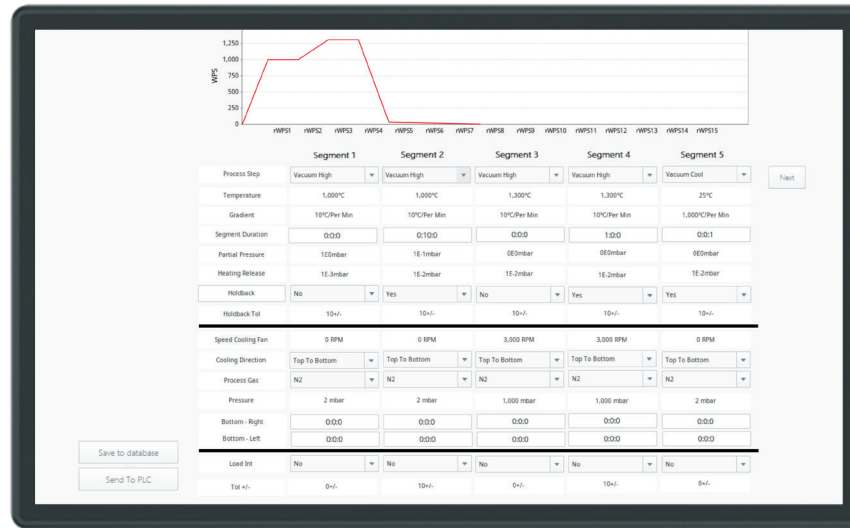 1,250
1,000
WPS
750
500
250
0
rWPS1 rWPS2 rWPS3 rWPS4 rWPS5 rWPS6 rWPS7 rWPS8 rWPS9 rWPS10 rWPS11 rWPS12 rWPS13 rWPS14 rWPS15
Segment 1 Segment 2 Segment 3 Segment 4 Segment 5
Process Step Vacuum High Vacuum High Vacuum High Vacuum High Vacuum Cool Next
Temperature 1,000°C 1,000°C 1,300°C 1,300°C 25°C
Gradient 10°C/Per Min 10°C/Per Min 10°C/Per Min 10°C/Per Min 1,000°C/Per Min
Segment Duration 0:0:0 0:10:0 0:0:0 1:0:0 0:0:1
Partial Pressure 1E0mbar 1E-1mbar 0E0mbar 0E0mbar 0E0mbar
Heating Release 1E-3mbar 1E-2mbar 1E-2mbar 1E-2mbar 1E-2mbar
Holdback No Yes No Yes Yes
Holdback Tol 10+/- 10+/- 10+/- 10+/- 10+/-
Speed Cooling Fan 0 RPM 0 RPM 3,000 RPM 3,000 RPM 0 RPM
Cooling Direction Top To Bottom Top To Bottom Top To Bottom Top To Bottom Top To Bottom
Process Gas N2 N2 N2 N2 N2
Pressure 2 mbar 2 mbar 1,000 mbar 1,000 mbar 2 mbar
Bottom - Right 0:0:0 0:0:0 0:0:0 0:0:0 0:0:0
Bottom - Left 0:0:0 0:0:0 0:0:0 0:0:0 0:0:0
Save to database
Load Int No No No No No
Send To PLC
Tol +/- 0+/- 10+/- 0+/- 10+/- 0+/-